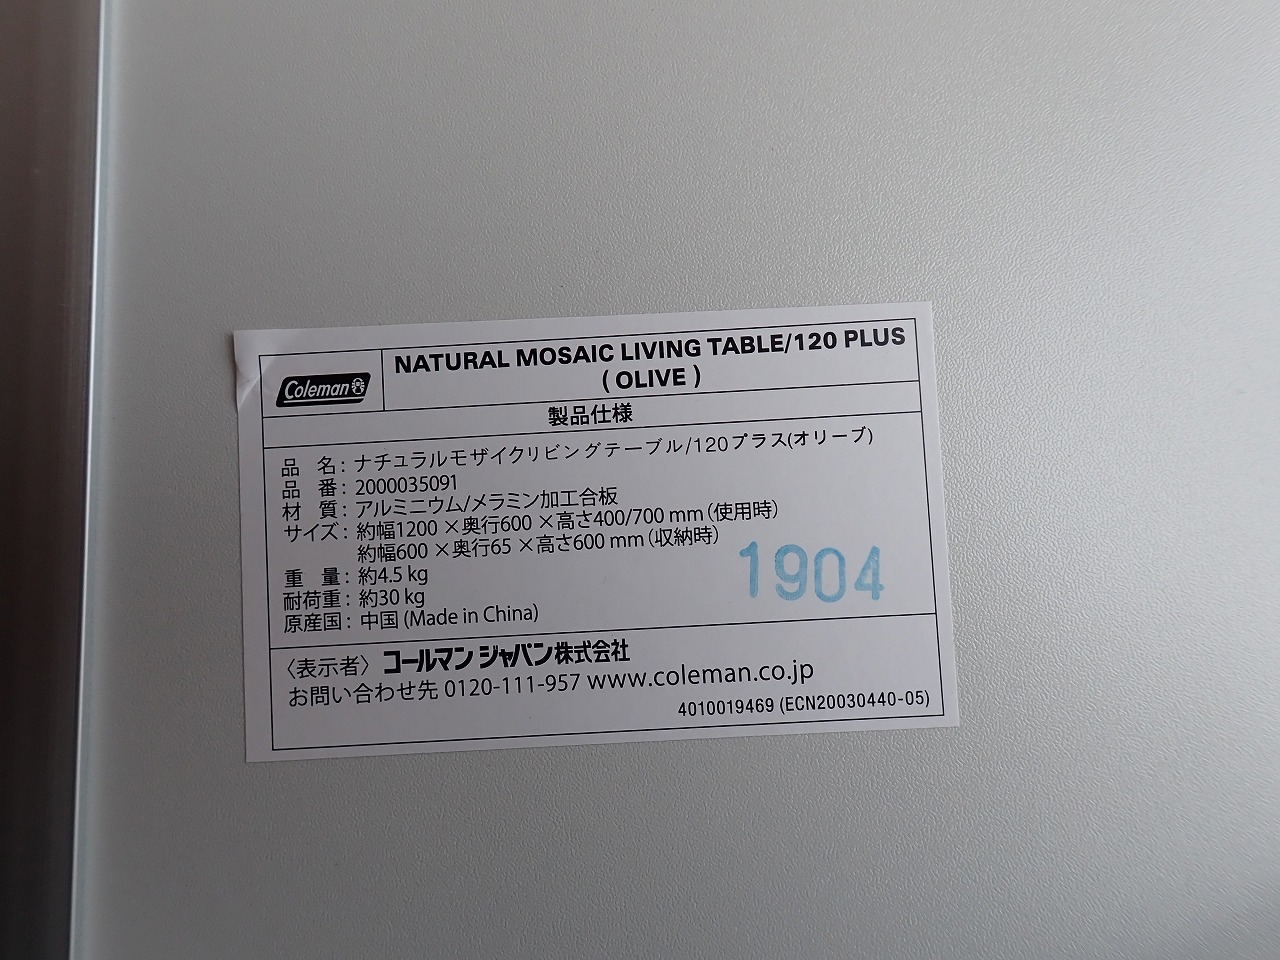 Coleman
NATURAL MOSAIC LIVING TABLE/120 PLUS
( OLIVE )
製品仕様
品 名：ナチュラルモザイクリビングテーブル/120プラス(オリーブ)
品 番：2000035091
材 質：アルミニウム/メラミン加工合板
サイズ：約幅1200×奥行600×高さ400/700 mm（使用時）
約幅600×奥行65×高さ600 mm（収納時）
重 量：約4.5 kg
耐荷重：約30 kg
原産国：中国 (Made in China)
1904
〈表示者〉コールマン ジャパン株式会社
お問い合わせ先 0120-111-957 www.coleman.co.jp
4010019469 (ECN20030440-05)